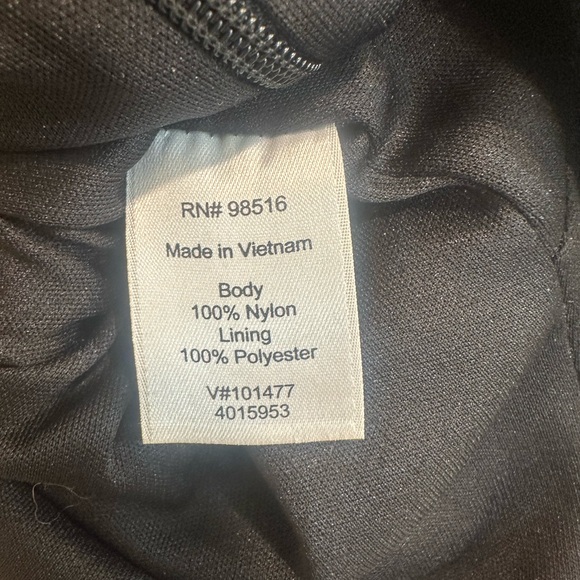 RN# 98516
Made in Vietnam
Body
100% Nylon
Lining
100% Polyester
V#101477
4015953